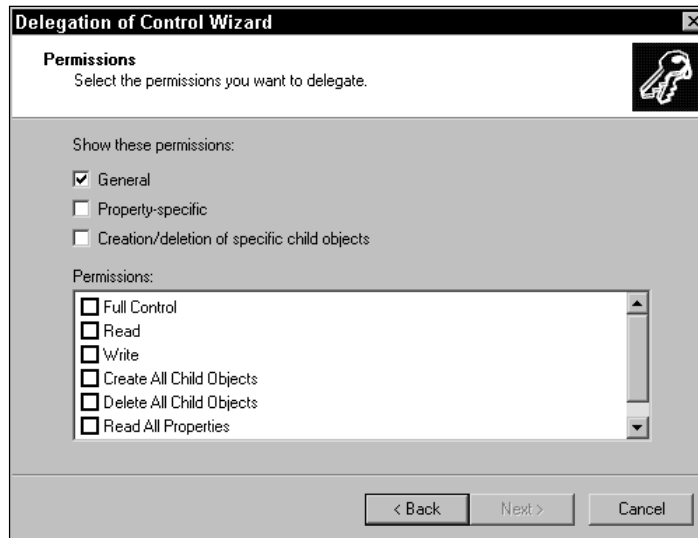 Delegation of Control Wizard
Permissions
Select the permissions you want to delegate.
Show these permissions:
General
Property-specific
Creation/deletion of specific child objects
Permissions:
Full Control
Read
Write
Create All Child Objects
Delete All Child Objects
Read All Properties
< Back Next > Cancel